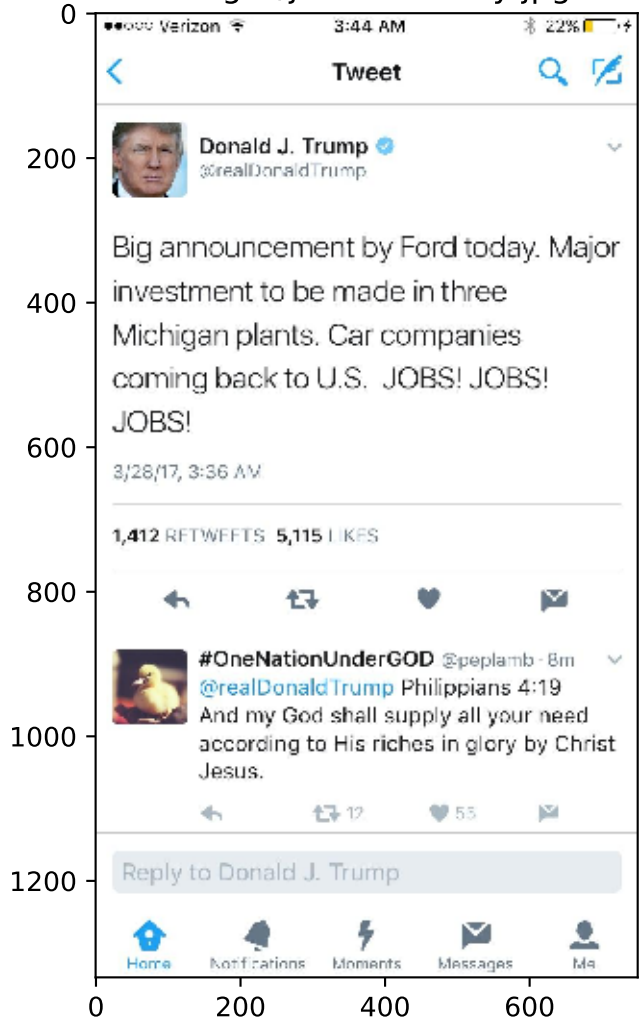 0
Verizon 3:44 AM 22%
Tweet
Donald J. Trump
200
@realDonaldTrump
Big announcement by Ford today. Major
400 investment to be made in three
Michigan plants. Car companies
coming back to U.S. JOBS! JOBS!
JOBS!
600
3/28/17, 3:36 AM
1,412 RETWEETS 5,115 LIKES
800
#OneNationUnderGOD @peplamb · 8m
@realDonaldTrump Philippians 4:19
And my God shall supply all your need
1000 according to His riches in glory by Christ
Jesus.
12
Reply to Donald J. Trump
1200
Home Notifications Moments Messages Me
0 200 400 600